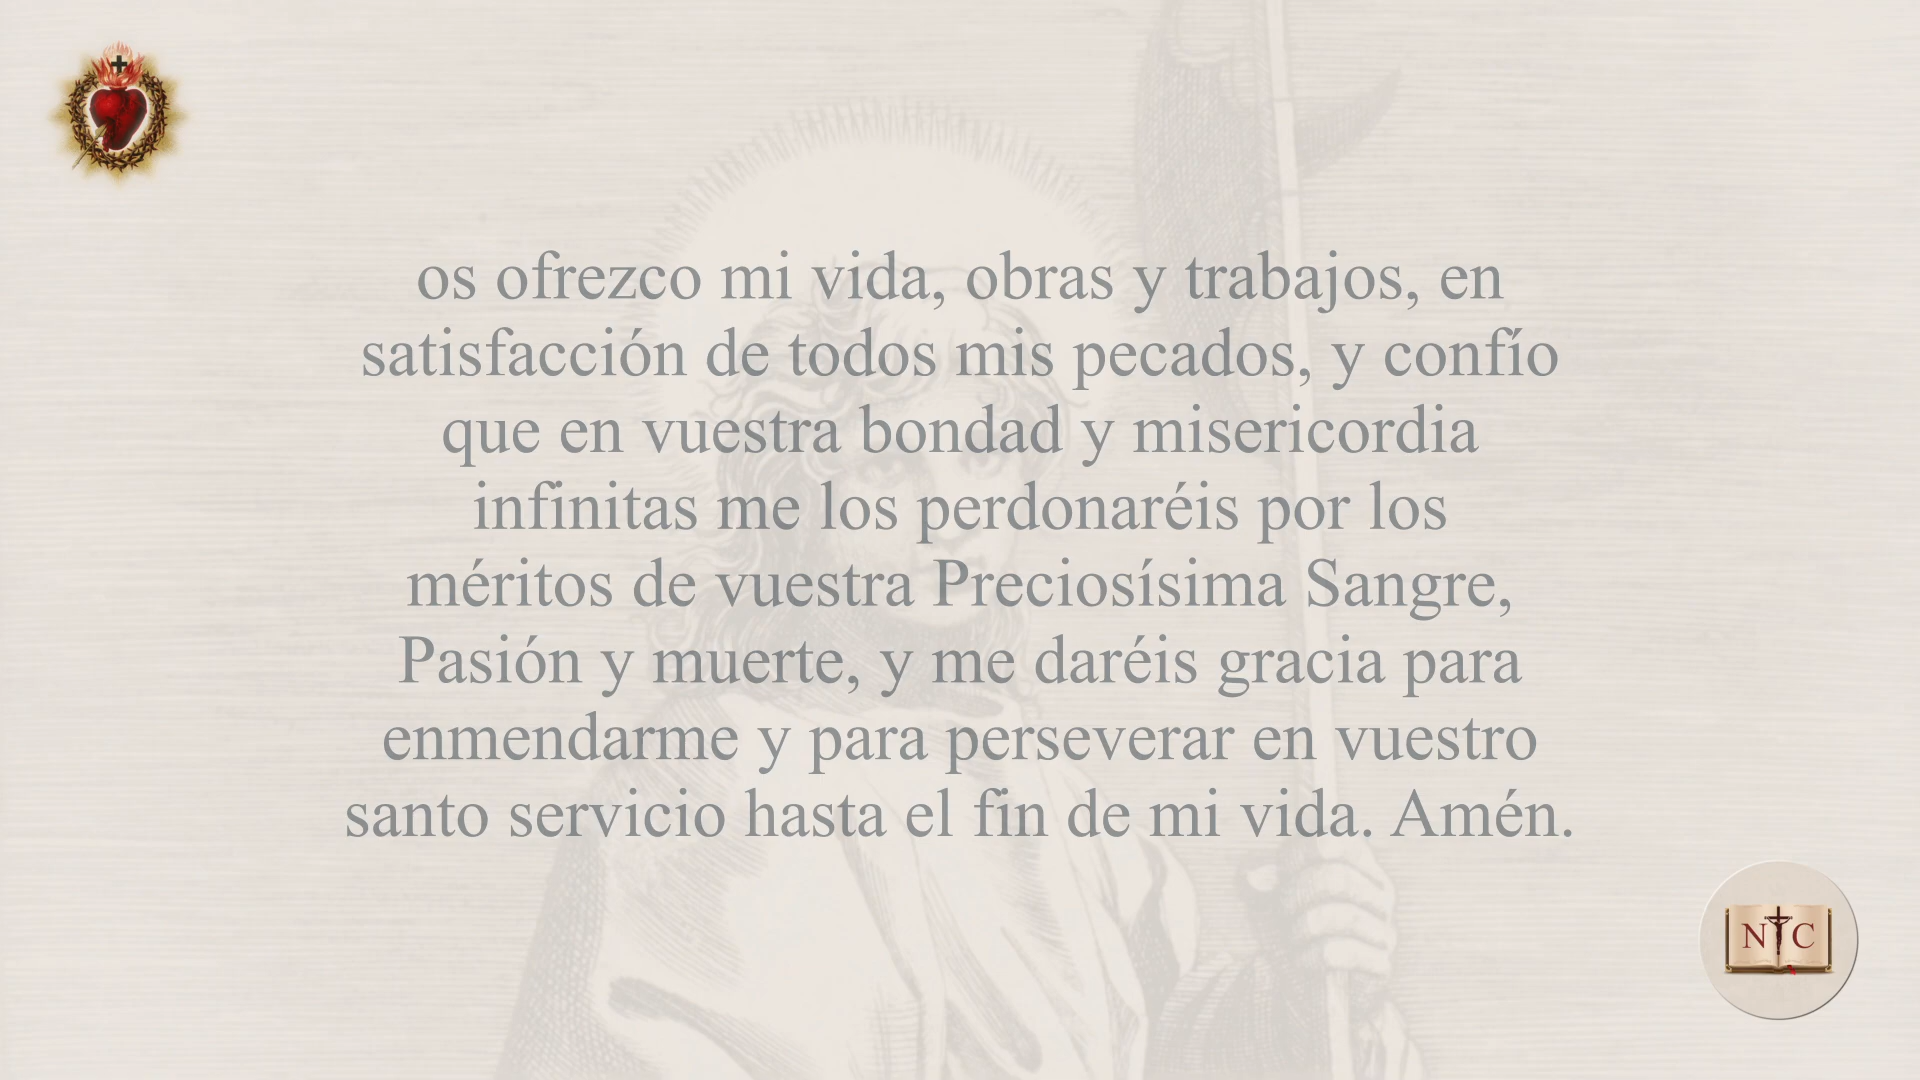 os ofrezco mi vida, obras y trabajos, en
satisfacción de todos mis pecados, y confío
que en vuestra bondad y misericordia
infinitas me los perdonaréis por los
méritos de vuestra Preciosísima Sangre,
Pasión y muerte, y me daréis gracia para
enmendarme y para perseverar en vuestro
santo servicio hasta el fin de mi vida. Amén.
N C